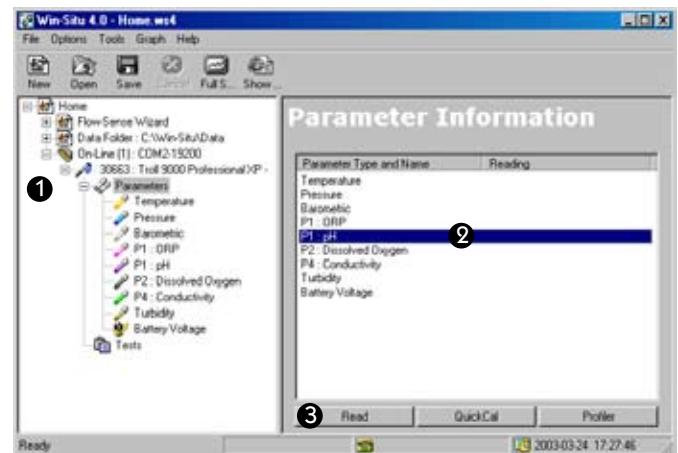 Win-Situ 4.0 - Home.ws4
File Options Tools Graph Help
New Open Save Cancel Full S... Show...
Home
Flow-Sense Wizard
Data Folder : C:\Win-Situ\Data
On-Line [1] : COM2-19200
30663 : Troll 9000 Professional XP -
1
Parameters
Temperature
Pressure
Barometric
P1 : ORP
P1 : pH
P2 : Dissolved Oxygen
P4 : Conductivity
Turbidity
Battery Voltage
Tests
Parameter Information
Parameter Type and Name Reading
Temperature
Pressure
Barometric
P1 : ORP
P1 : pH
2
P2 : Dissolved Oxygen
P4 : Conductivity
Turbidity
Battery Voltage
3 Read QuickCal Profiler
Ready 2003-03-24 17:27:46